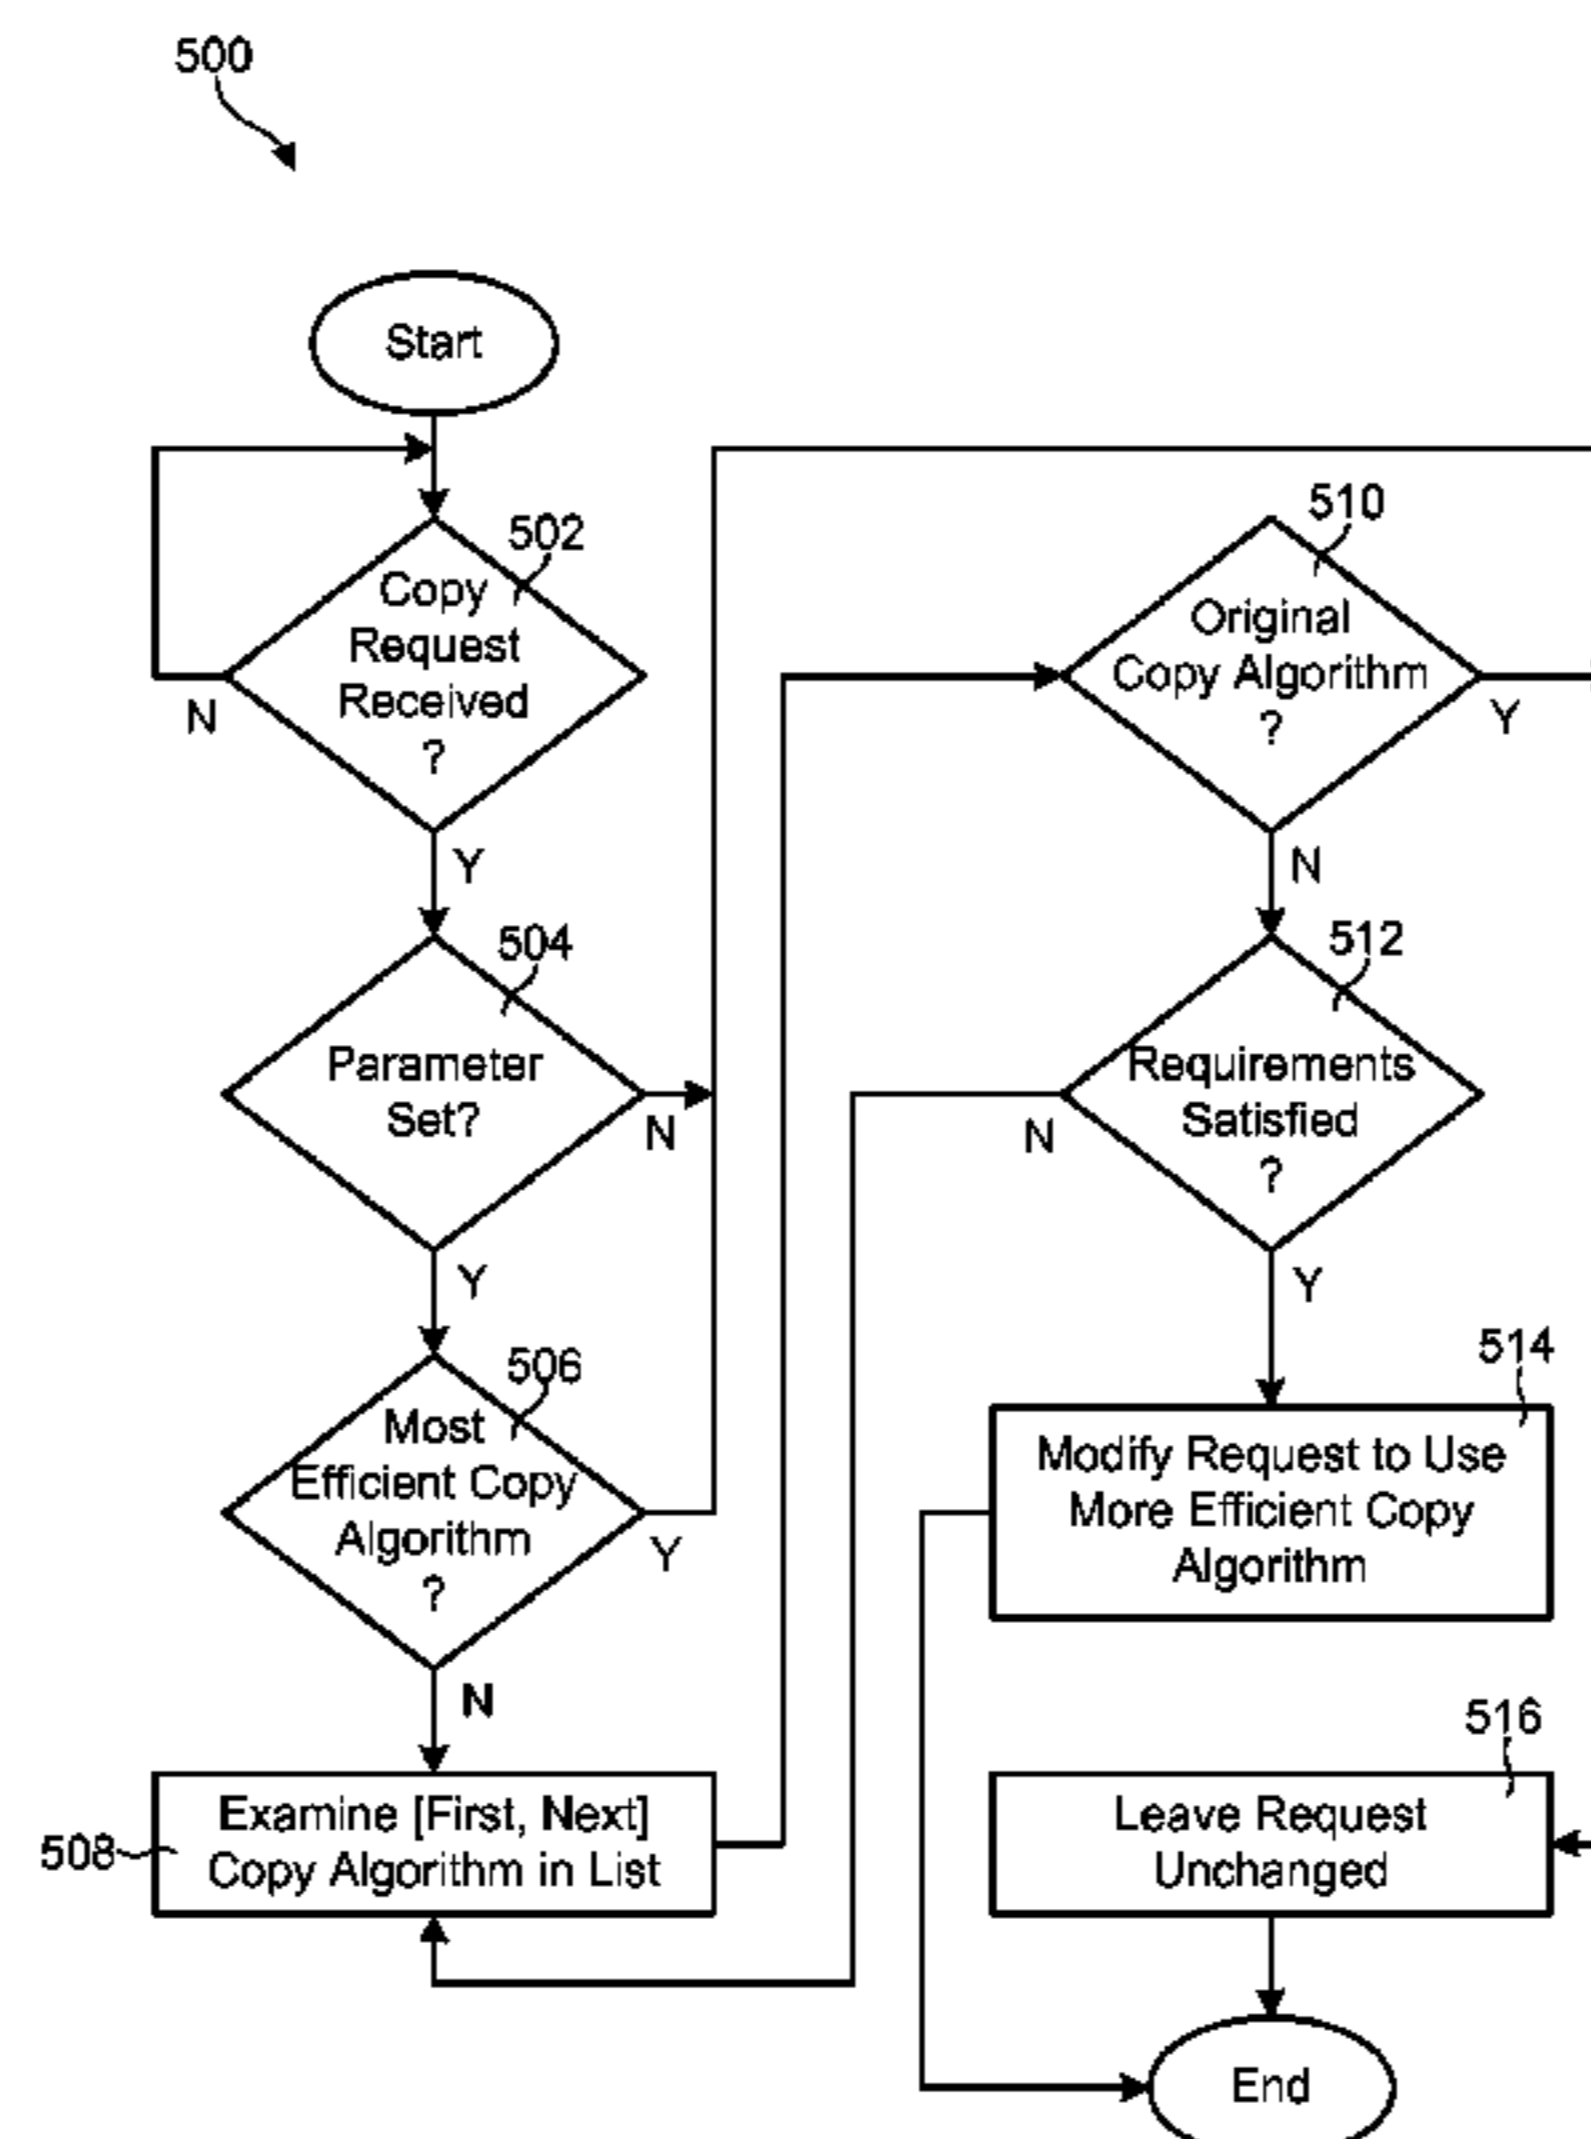 500
Start
502
Copy
Request
Received
?
N
Y
504
Parameter
Set?
N
Y
506
Most
Efficient Copy
Algorithm
?
Y
N
508
Examine [First, Next]
Copy Algorithm in List
510
Original
Copy Algorithm
?
Y
N
512
Requirements
Satisfied
?
N
Y
514
Modify Request to Use
More Efficient Copy
Algorithm
516
Leave Request
Unchanged
End